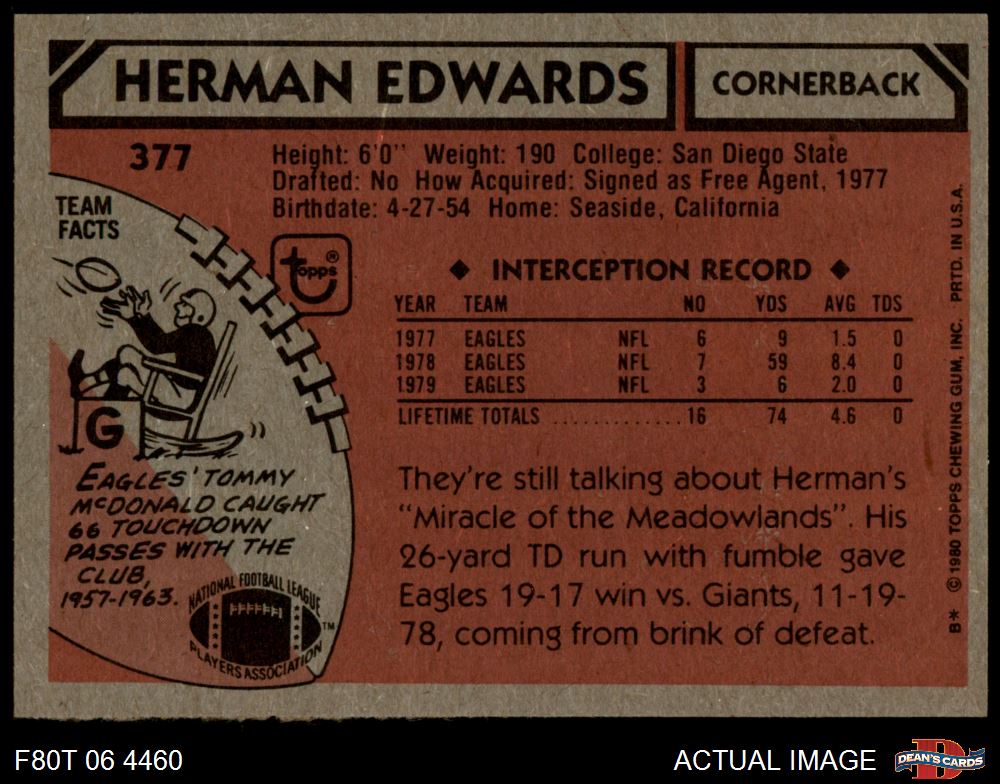 HERMAN EDWARDS
CORNERBACK
377
Height: 6'0" Weight: 190 College: San Diego State
Drafted: No How Acquired: Signed as Free Agent, 1977
Birthdate: 4-27-54 Home: Seaside, California
TEAM
FACTS
topps®
◆ INTERCEPTION RECORD ◆
YEAR TEAM NO YDS AVG TDS
1977 EAGLES NFL 6 9 1.5 0
1978 EAGLES NFL 7 59 8.4 0
1979 EAGLES NFL 3 6 2.0 0
LIFETIME TOTALS .............16 74 4.6 0
G
EAGLES' TOMMY
McDONALD CAUGHT
66 TOUCHDOWN
PASSES WITH THE
CLUB,
1957-1963.
NATIONAL FOOTBALL LEAGUE
PLAYERS ASSOCIATION
TM
They're still talking about Herman's
"Miracle of the Meadowlands". His
26-yard TD run with fumble gave
Eagles 19-17 win vs. Giants, 11-19-
78, coming from brink of defeat.
B* © 1980 TOPPS CHEWING GUM, INC. PRTD. IN U.S.A.
F80T 06 4460
ACTUAL IMAGE
D
DEAN'S CARDS